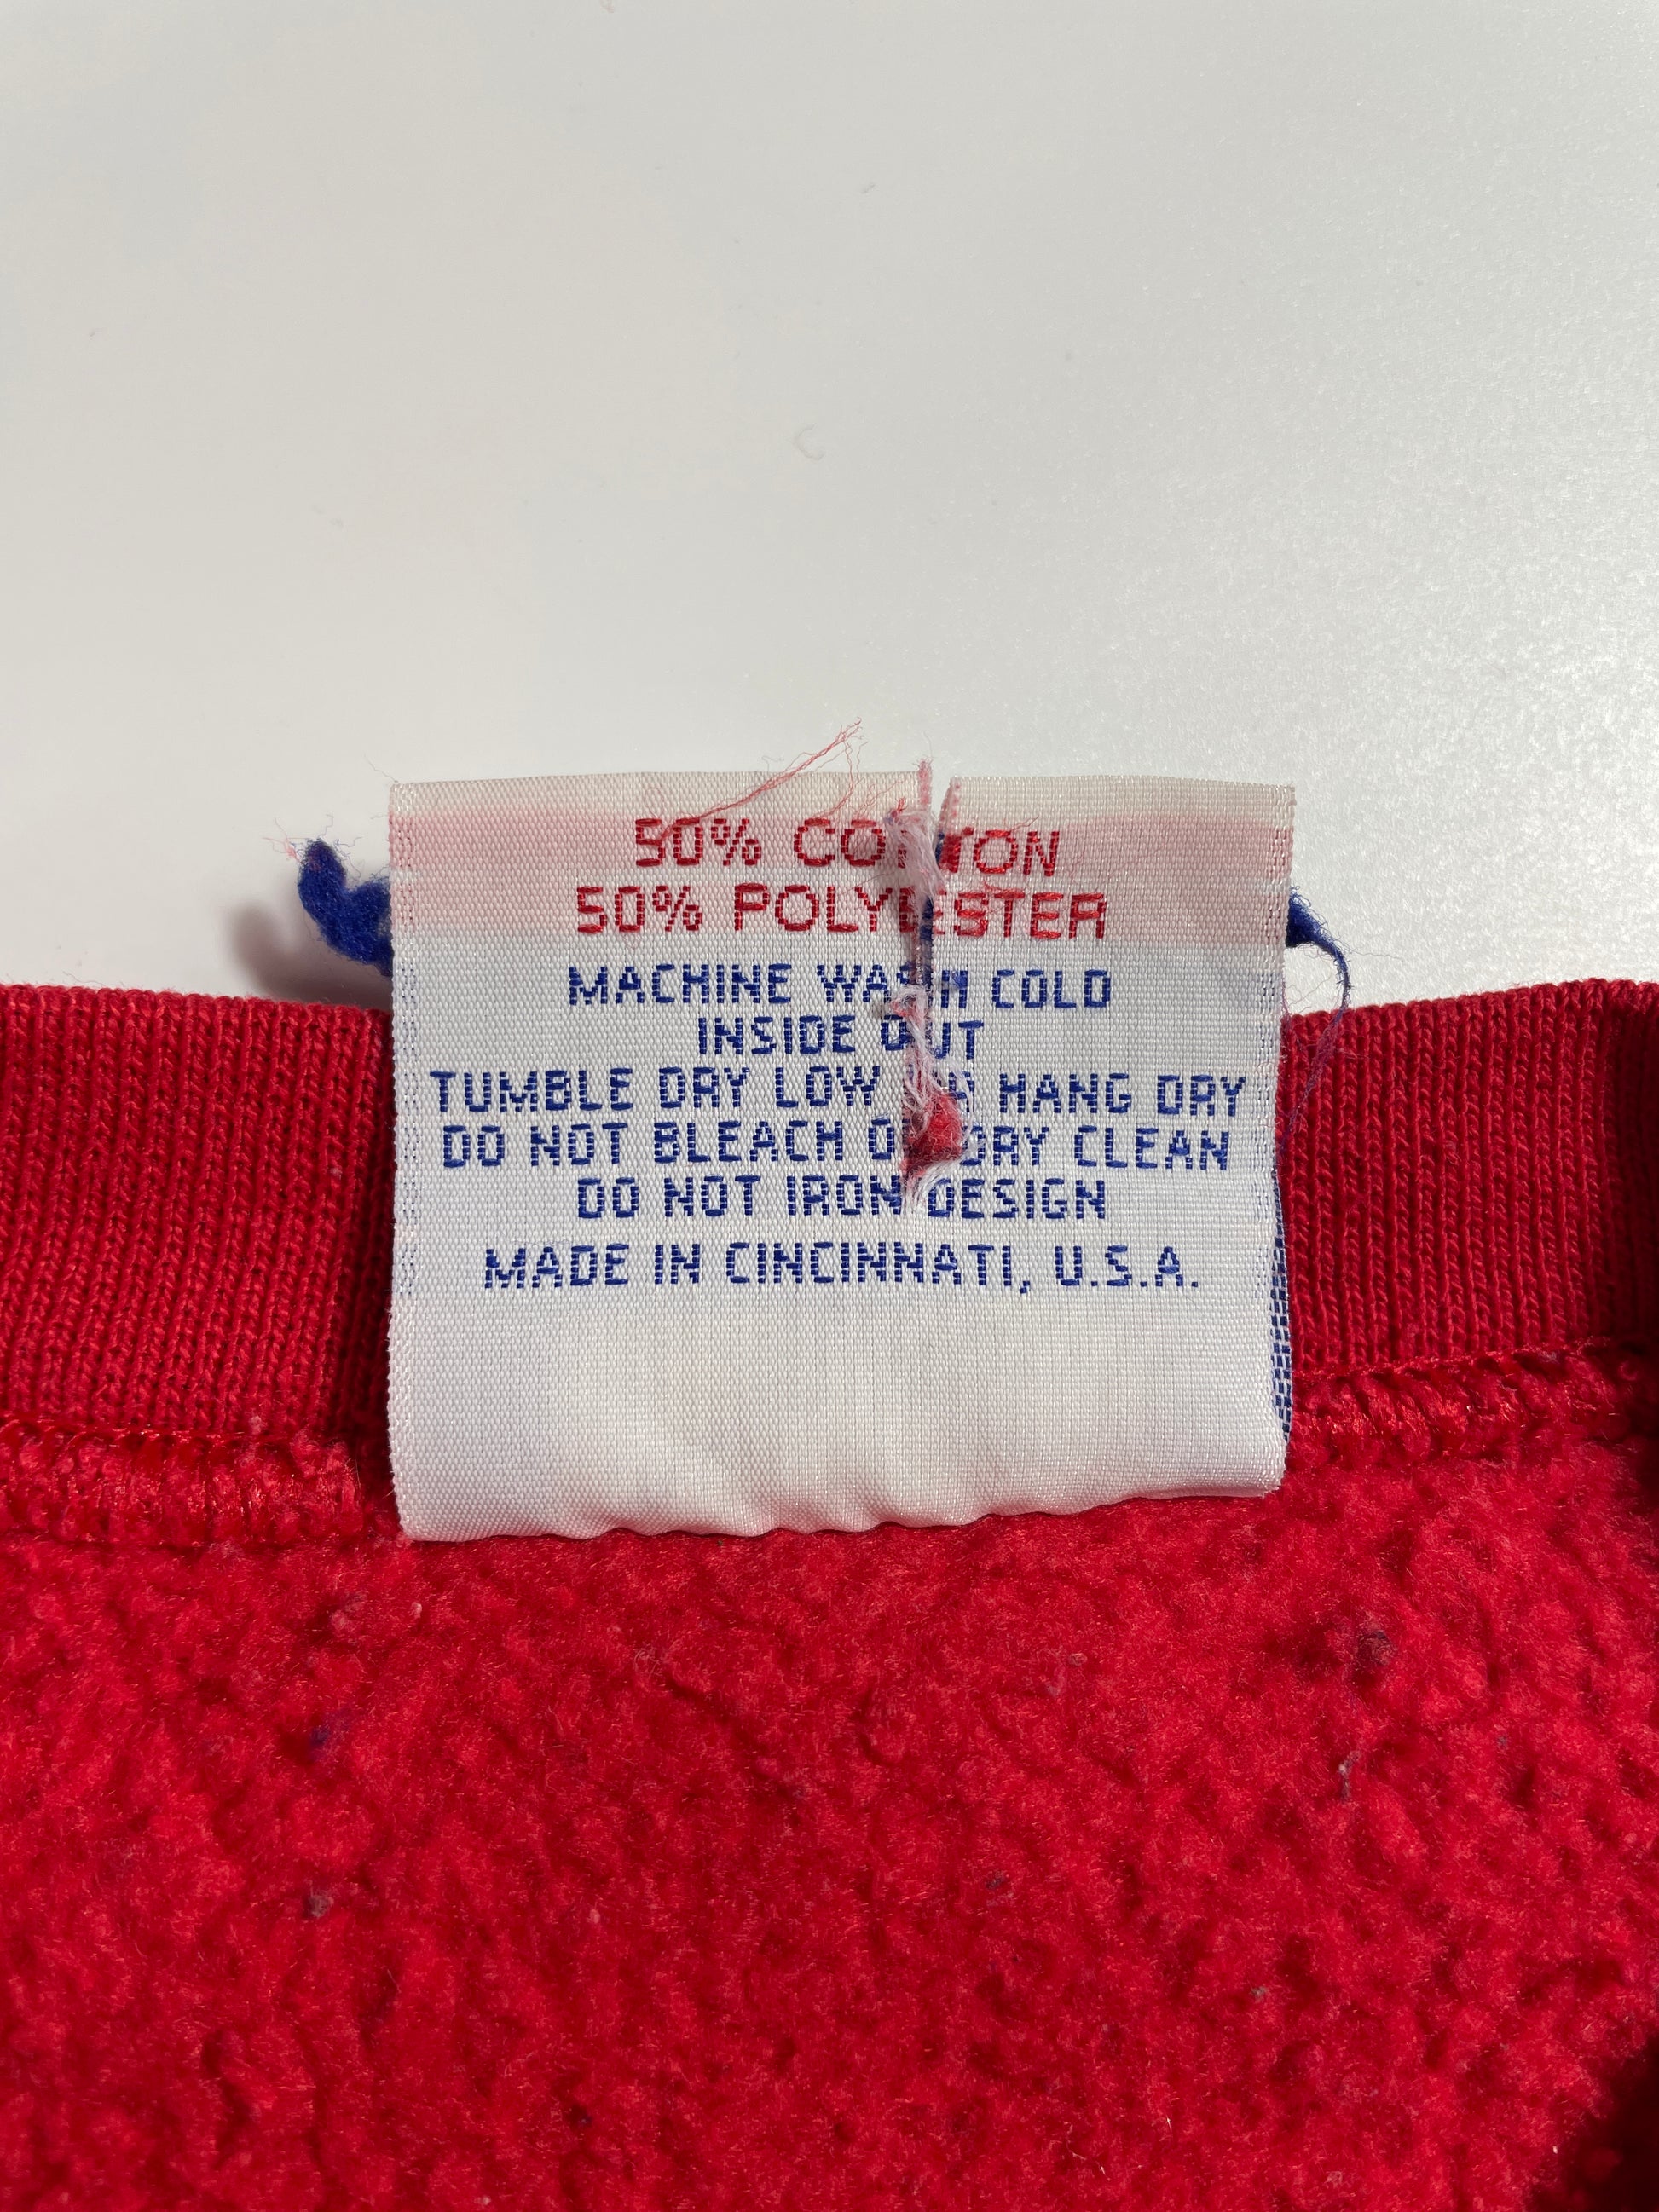 50% COTTON
50% POLYESTER
MACHINE WASH COLD
INSIDE OUT
TUMBLE DRY LOW HANG DRY
DO NOT BLEACH OR DRY CLEAN
DO NOT IRON DESIGN
MADE IN CINCINNATI, U.S.A.